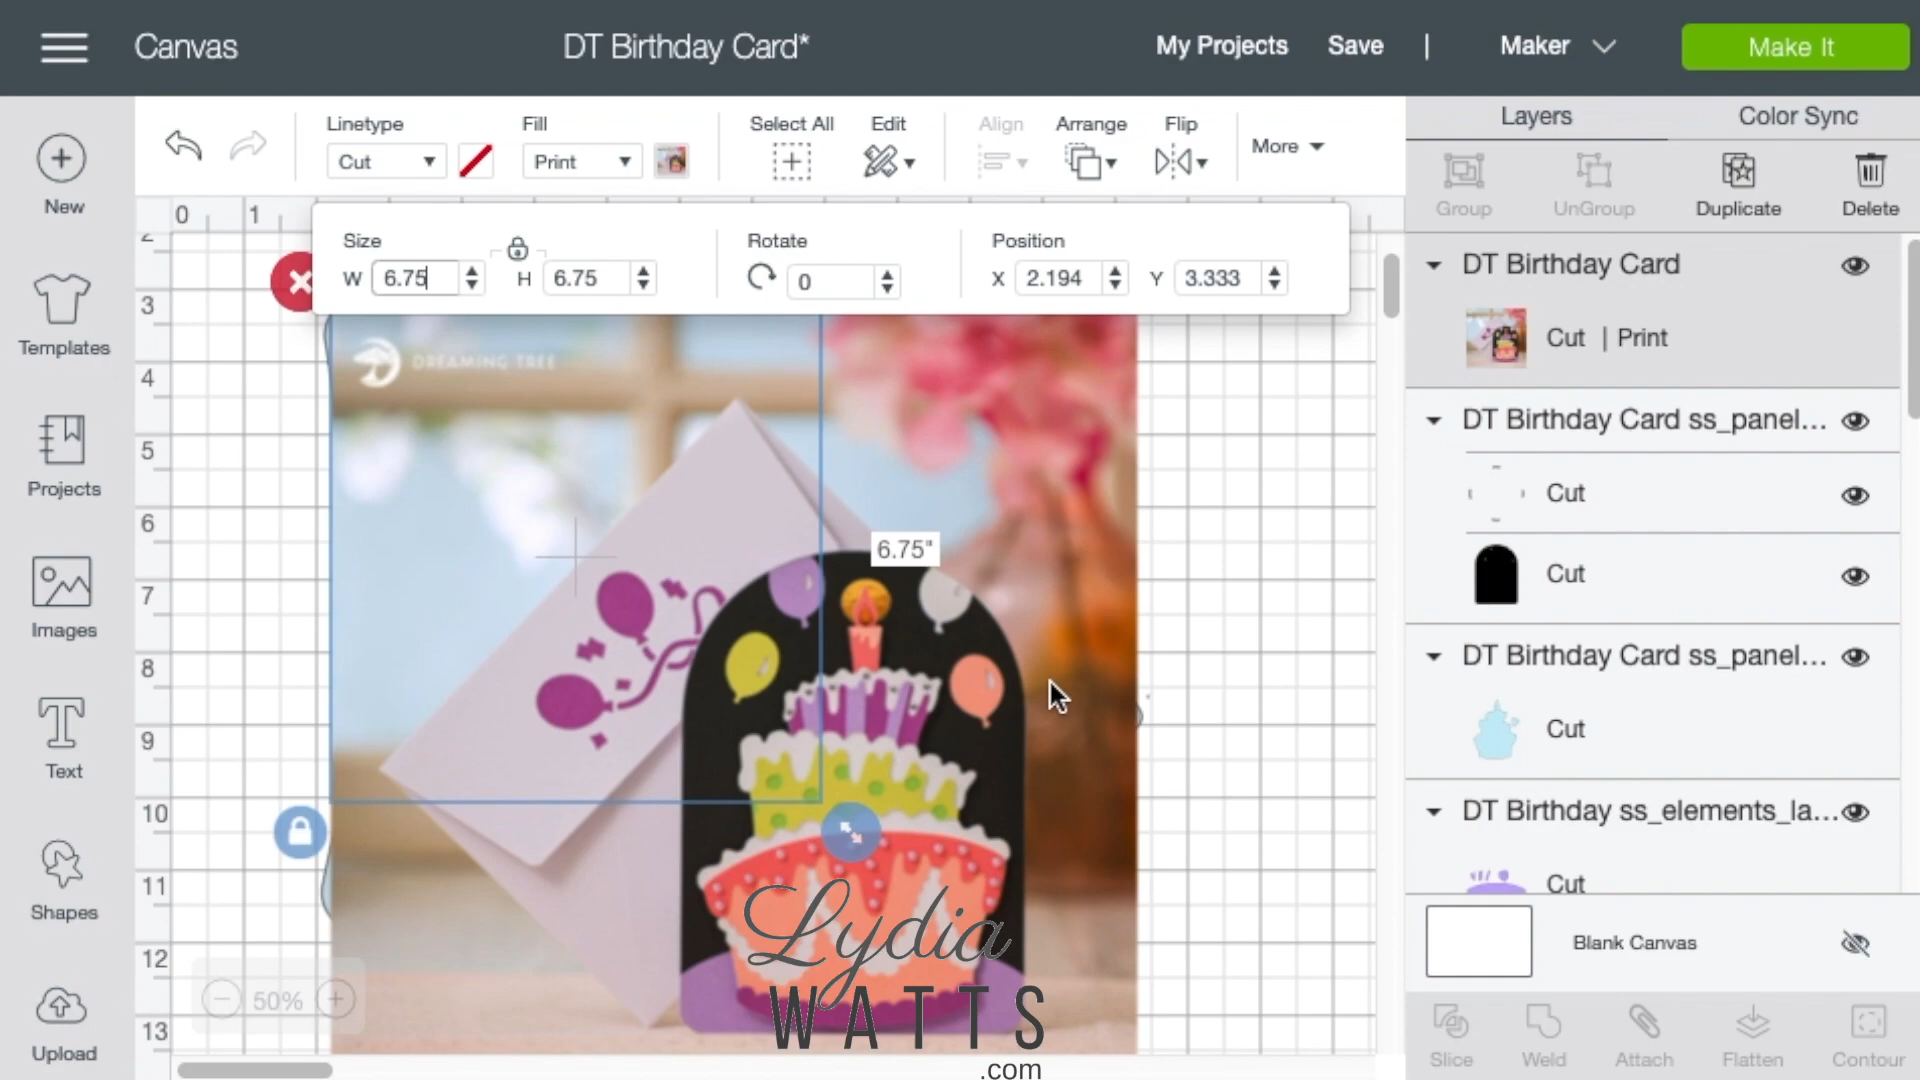 Canvas
DT Birthday Card*
My Projects
Save
|
Maker
Make It
New
Templates
Projects
Images
Text
Shapes
Upload
Linetype
Cut
Fill
Print
Select All
Edit
Align
Arrange
Flip
More
0 1
Size
W 6.75 H 6.75
Rotate
0
Position
X 2.194 Y 3.333
2
3
4
5
6
7
8
9
10
11
12
13
DREAMING TREE
6.75"
50%
Lydia
WATTS
.com
Layers
Color Sync
Group
UnGroup
Duplicate
Delete
DT Birthday Card
Cut | Print
DT Birthday Card ss_panel...
Cut
Cut
DT Birthday Card ss_panel...
Cut
DT Birthday ss_elements_la...
Cut
Blank Canvas
Slice
Weld
Attach
Flatten
Contour